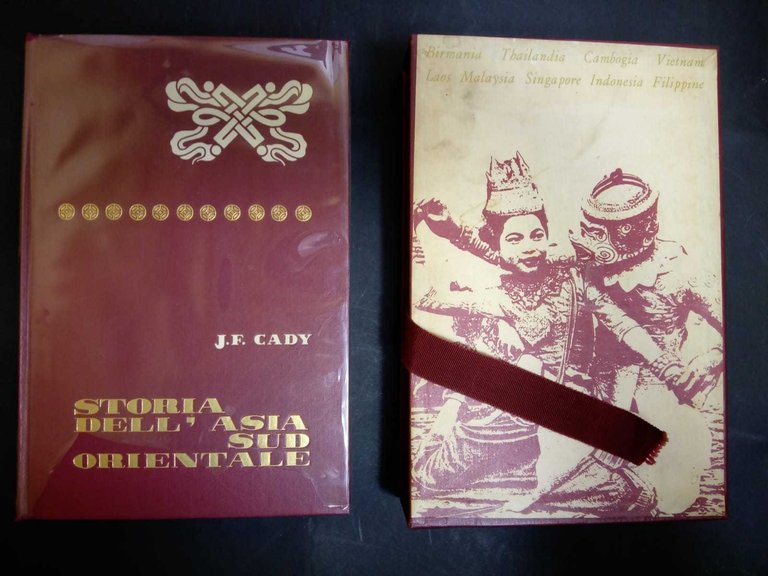 J.F. CADY
STORIA
DELL' ASIA
SUD
ORIENTALE
Birmania Thailandia Cambogia Vietnam
Laos Malaysia Singapore Indonesia Filippine